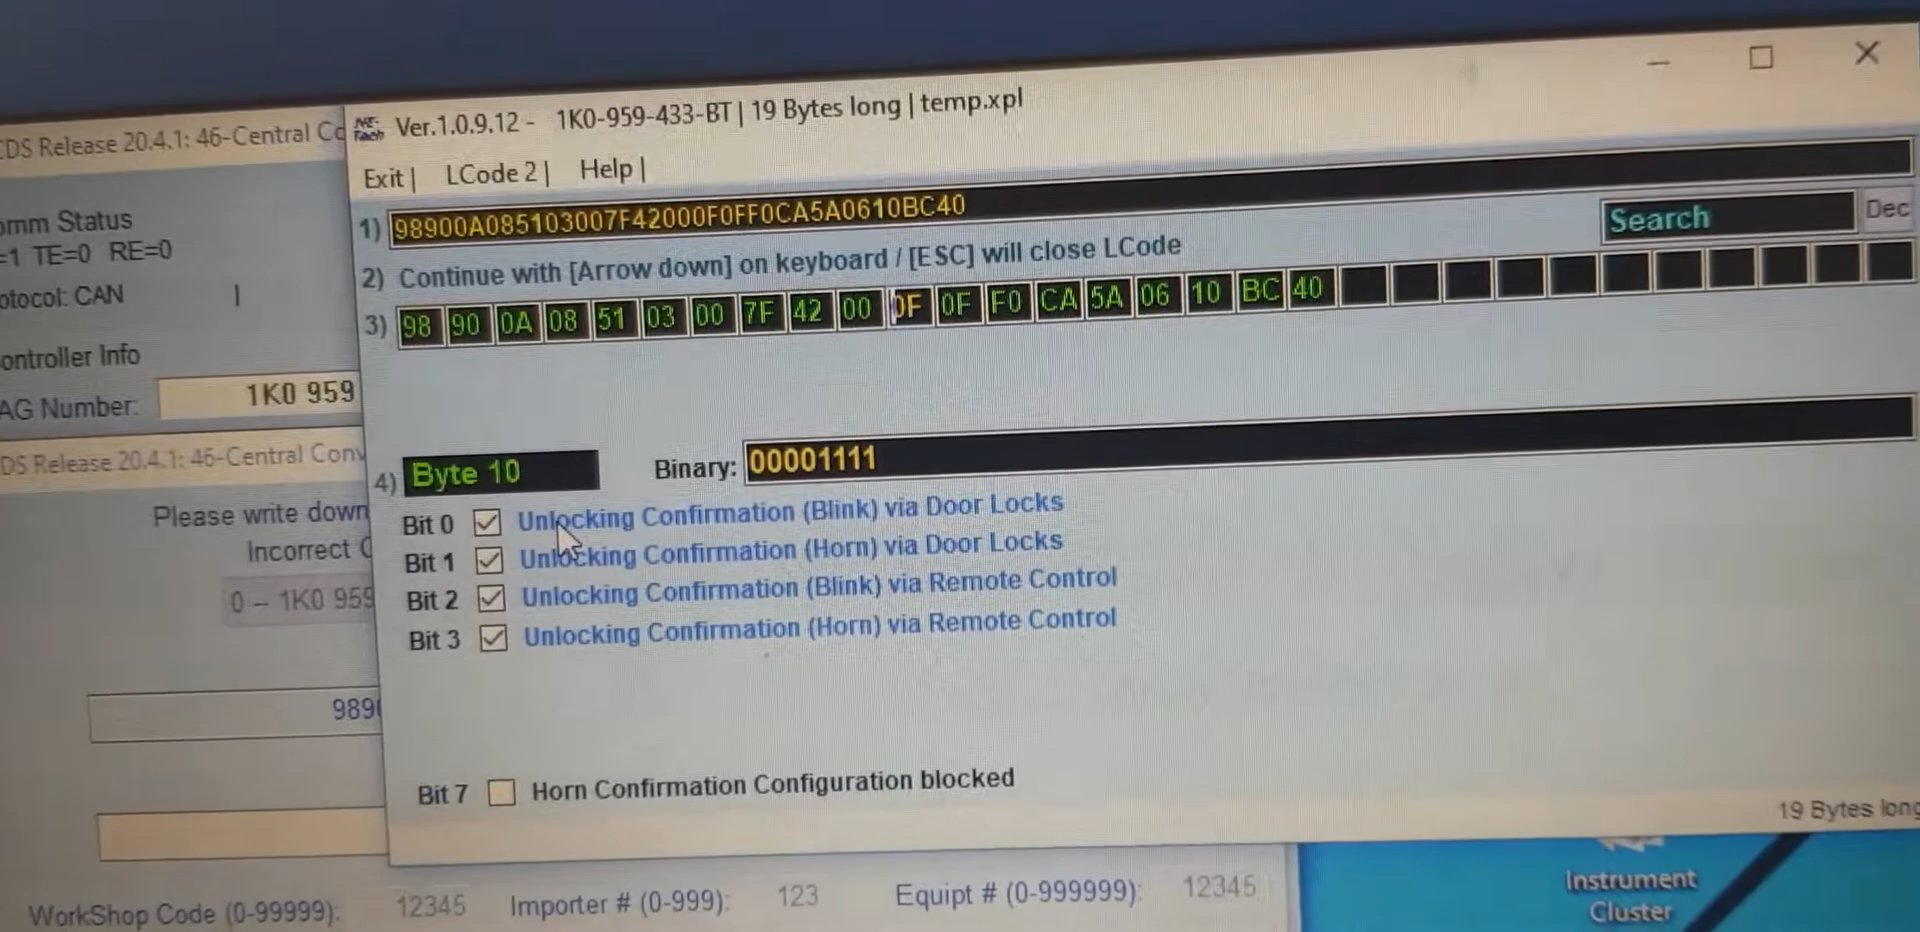 Ver.1.0.9.12 - 1K0-959-433-BT | 19 Bytes long | temp.xpl
CDS Release 20.4.1: 46-Central Co
Exit | LCode 2 | Help |
omm Status
=1 TE=0 RE=0
otocol: CAN
ontroller Info
AG Number: 1K0 959
1) 98900A085103007F42000F0FF0CA5A0610BC40
Search
Dec
2) Continue with [Arrow down] on keyboard / [ESC] will close LCode
3) 98 90 0A 08 51 03 00 7F 42 00 0F 0F F0 CA 5A 06 10 BC 40
DS Release 20.4.1: 46-Central Conv
Please write down
Incorrect C
0 – 1K0 959
989
4) Byte 10 Binary: 00001111
Bit 0 Unlocking Confirmation (Blink) via Door Locks
Bit 1 Unlocking Confirmation (Horn) via Door Locks
Bit 2 Unlocking Confirmation (Blink) via Remote Control
Bit 3 Unlocking Confirmation (Horn) via Remote Control
Bit 7 Horn Confirmation Configuration blocked
19 Bytes long
WorkShop Code (0-99999): 12345 Importer # (0-999): 123 Equipt # (0-999999): 12345
Instrument
Cluster